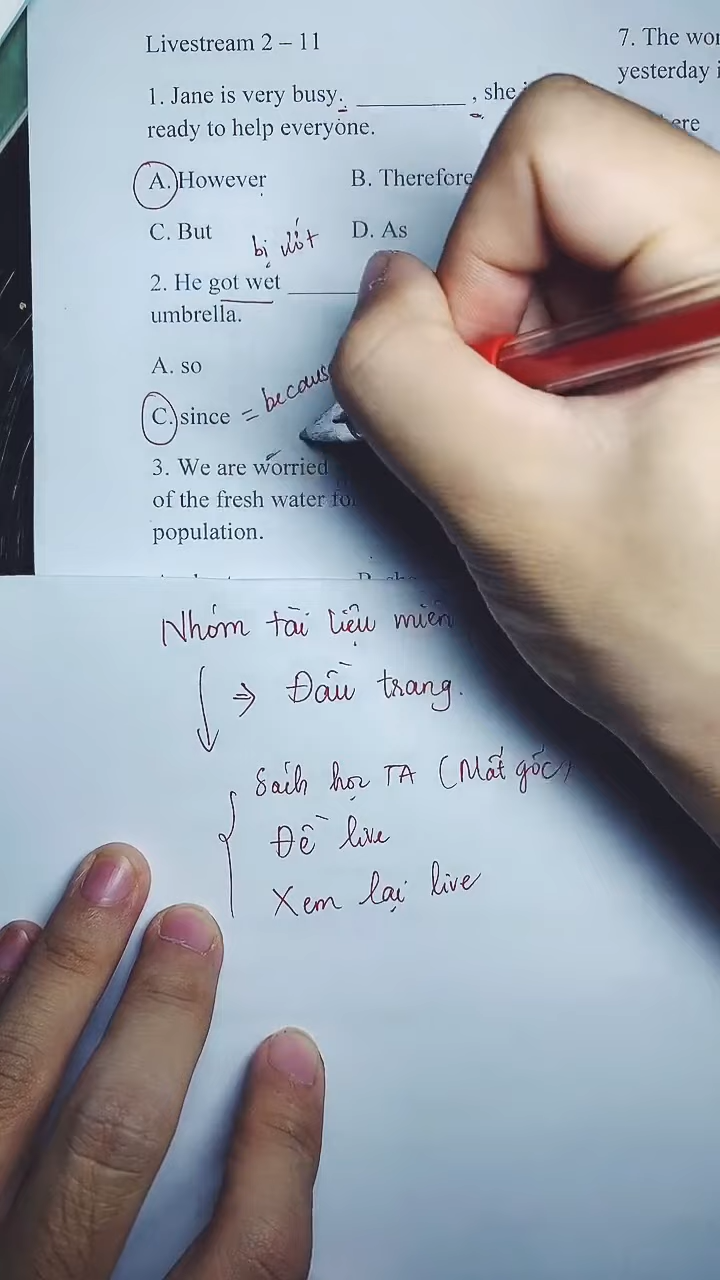 Livestream 2 – 11
1. Jane is very busy. __________ , she
ready to help everyone.
A. However
B. Therefore
C. But
D. As
bị ướt
2. He got wet ________
umbrella.
A. so
C. since = because
3. We are worried
of the fresh water
population.
7. The
yesterday
Nhóm tài liệu miễn
⇒ Đầu trang.
Sách học TA (Mất gốc)
Đề live
Xem lại live